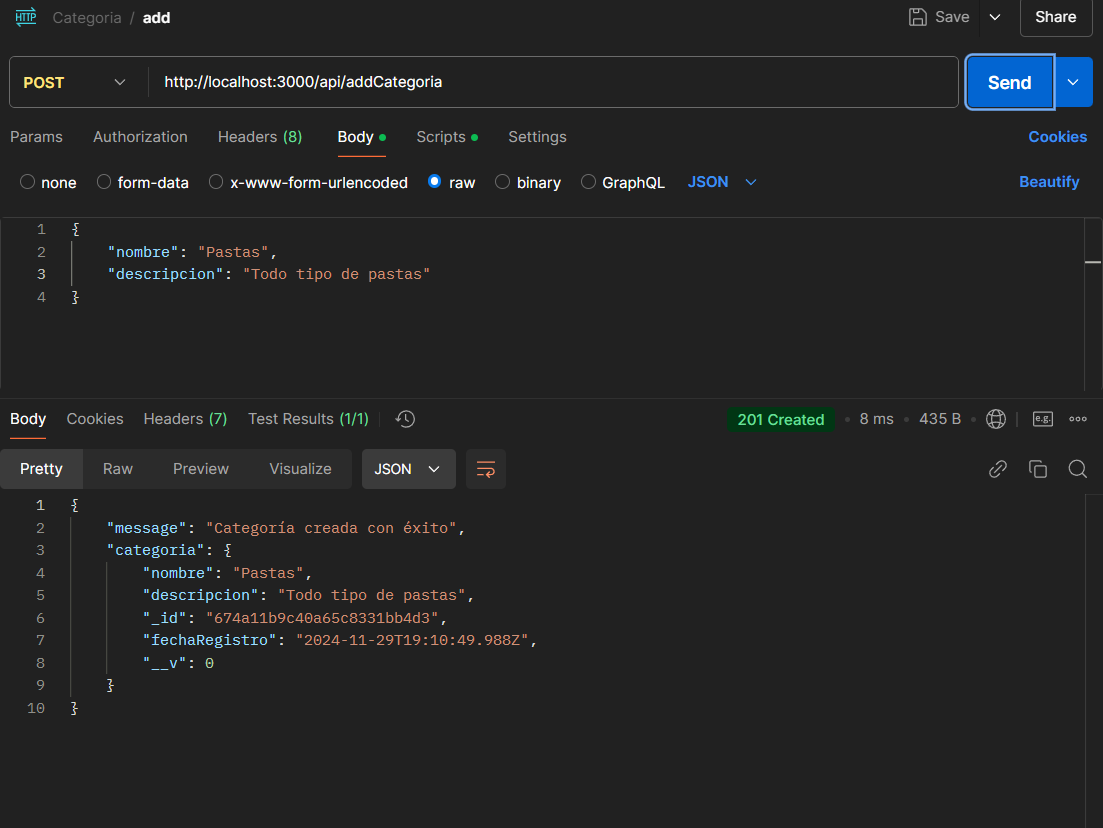 HTTP Categoria / add Save Share
POST http://localhost:3000/api/addCategoria Send
Params Authorization Headers (8) Body Scripts Settings Cookies
none form-data x-www-form-urlencoded raw binary GraphQL JSON Beautify
1 {
2 "nombre": "Pastas",
3 "descripcion": "Todo tipo de pastas"
4 }
Body Cookies Headers (7) Test Results (1/1) 201 Created 8 ms 435 B e.g.
Pretty Raw Preview Visualize JSON
1 {
2 "message": "Categoría creada con éxito",
3 "categoria": {
4 "nombre": "Pastas",
5 "descripcion": "Todo tipo de pastas",
6 "_id": "674a11b9c40a65c8331bb4d3",
7 "fechaRegistro": "2024-11-29T19:10:49.988Z",
8 "__v": 0
9 }
10 }